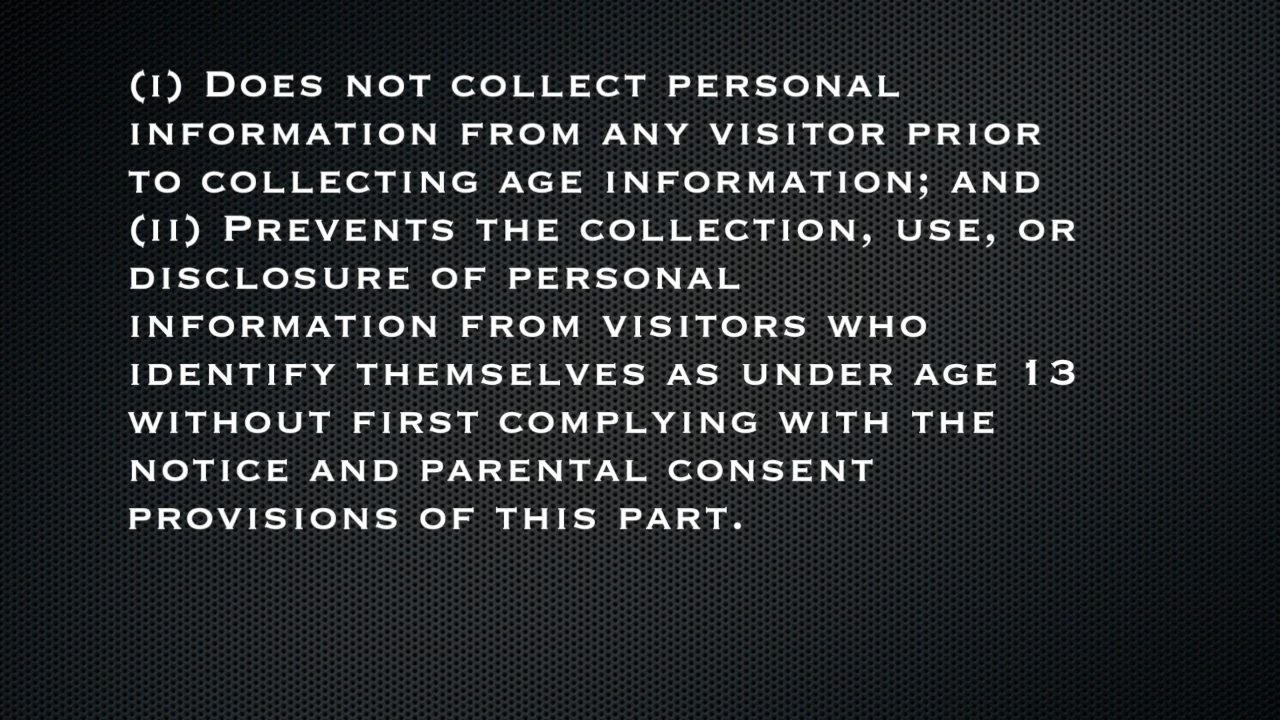 (i) Does not collect personal
information from any visitor prior
to collecting age information; and
(ii) Prevents the collection, use, or
disclosure of personal
information from visitors who
identify themselves as under age 13
without first complying with the
notice and parental consent
provisions of this part.